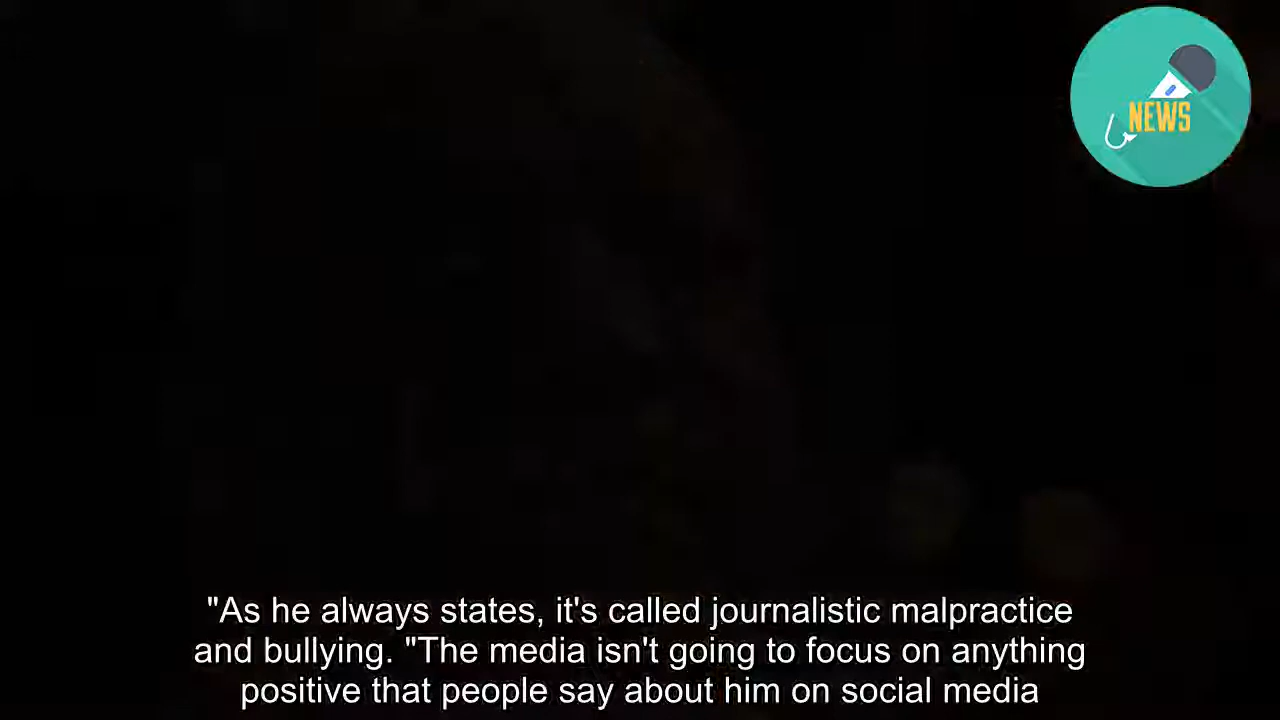 NEWS
"As he always states, it's called journalistic malpractice
and bullying. "The media isn't going to focus on anything
positive that people say about him on social media